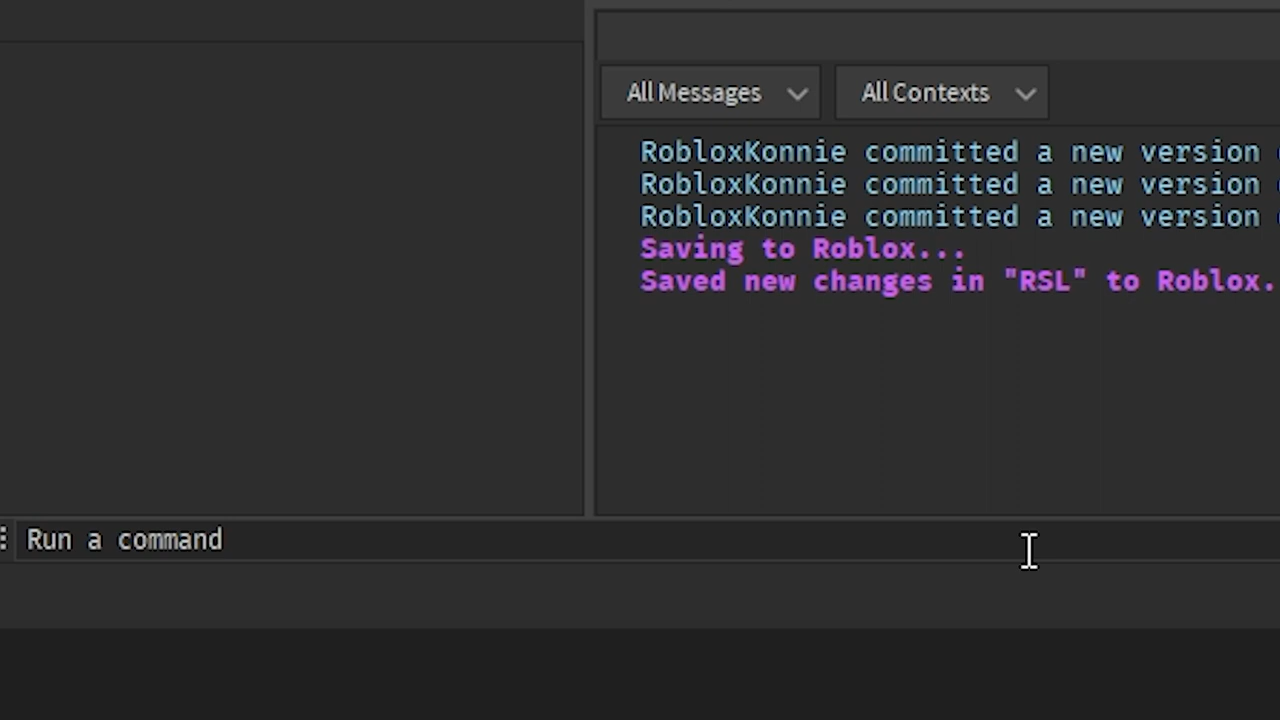 All Messages
All Contexts
RobloxKonnie committed a new version
RobloxKonnie committed a new version
RobloxKonnie committed a new version
Saving to Roblox...
Saved new changes in "RSL" to Roblox.
Run a command